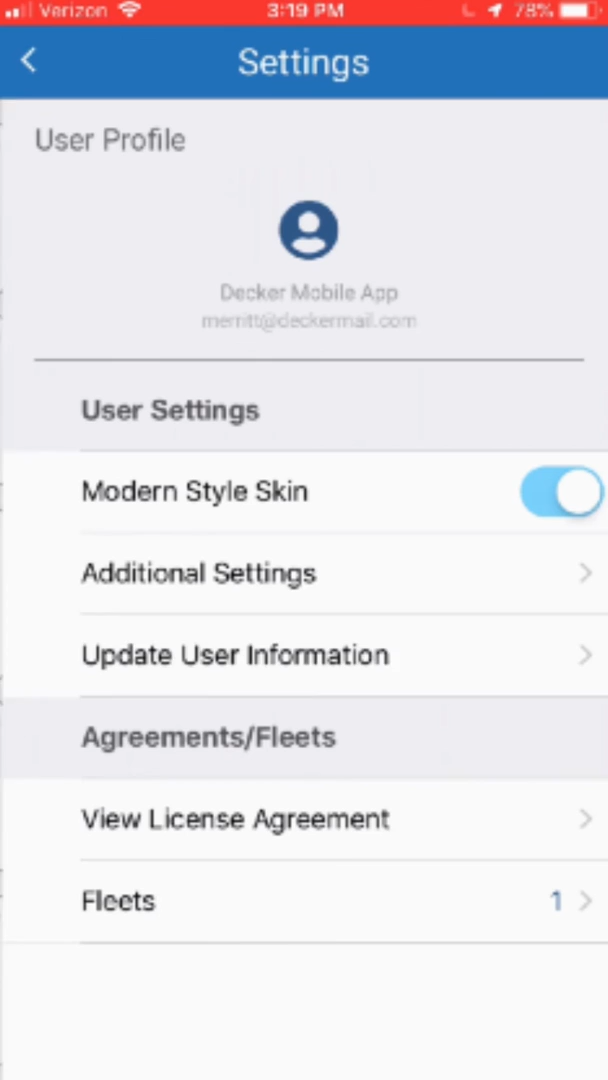 Verizon 3:19 PM 78%
Settings
User Profile
Decker Mobile App
merritt@deckermail.com
User Settings
Modern Style Skin
Additional Settings
Update User Information
Agreements/Fleets
View License Agreement
Fleets 1